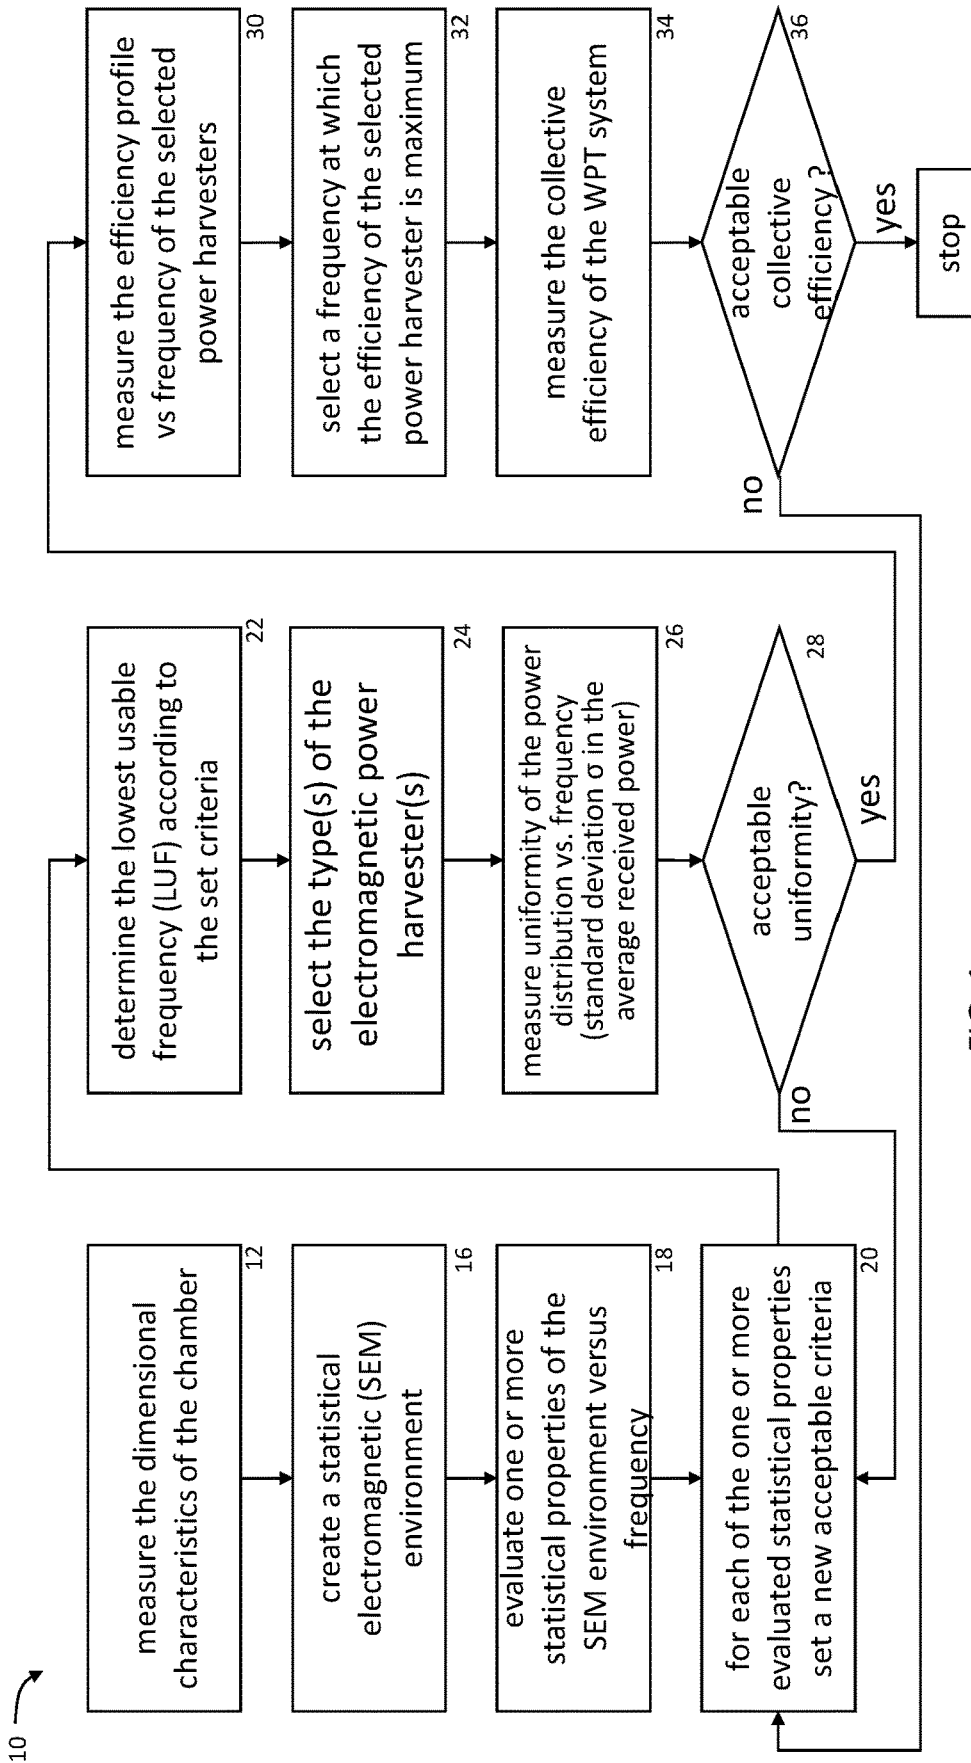 10
measure the dimensional
characteristics of the chamber
12
create a statistical
electromagnetic (SEM)
environment
16
evaluate one or more
statistical properties of the
SEM environment versus
frequency
18
for each of the one or more
evaluated statistical properties
set a new acceptable criteria
20
determine the lowest usable
frequency (LUF) according to
the set criteria
22
select the type(s) of the
electromagnetic power
harvester(s)
24
measure uniformity of the power
distribution vs. frequency
(standard deviation σ in the
average received power)
26
acceptable
uniformity?
28
no
yes
measure the efficiency profile
vs frequency of the selected
power harvesters
30
select a frequency at which
the efficiency of the selected
power harvester is maximum
32
measure the collective
efficiency of the WPT system
34
acceptable
collective
efficiency ?
36
no
yes
stop